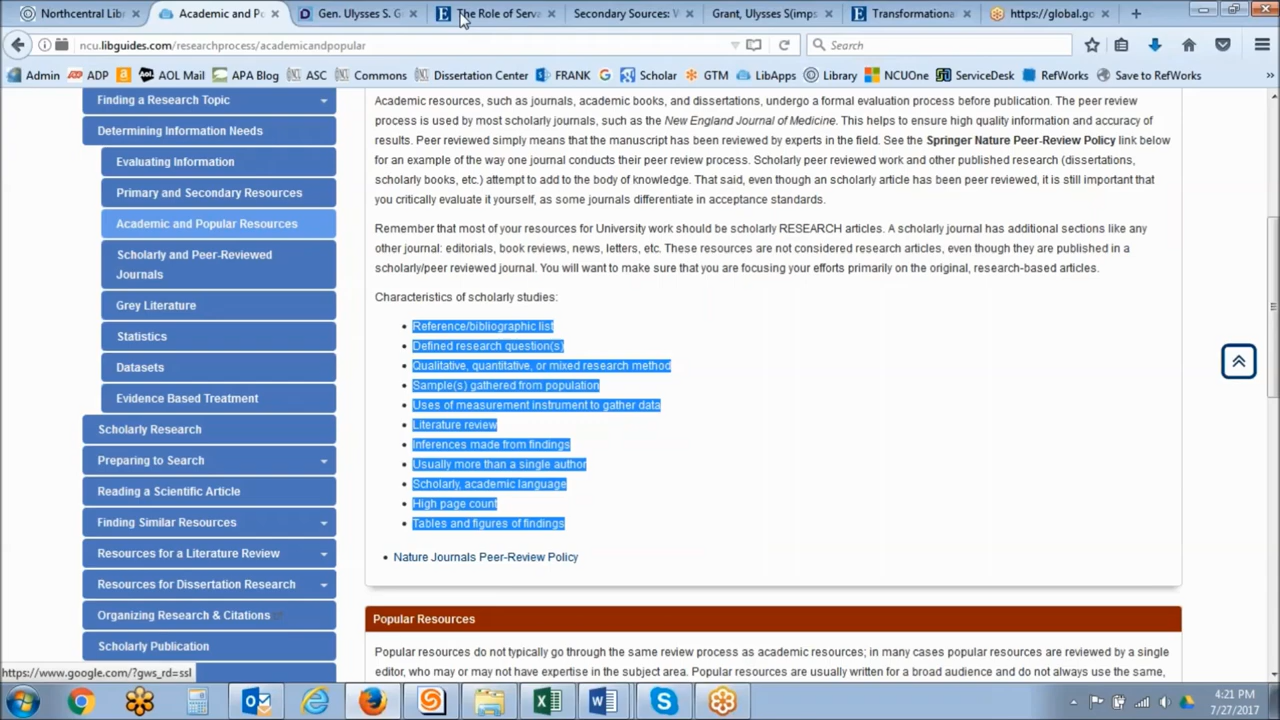 Northcentral Lib
Academic and Po
Gen. Ulysses S. G
The Role of Serva
Secondary Sources: V
Grant, Ulysses S(imps
Transformational
https://global.go
ncu.libguides.com/researchprocess/academicandpopular
Search
Admin
ADP
AOL Mail
APA Blog
ASC
Commons
Dissertation Center
FRANK
Scholar
GTM
LibApps
Library
NCUOne
ServiceDesk
RefWorks
Save to RefWorks
Finding a Research Topic
Determining Information Needs
Evaluating Information
Primary and Secondary Resources
Academic and Popular Resources
Scholarly and Peer-Reviewed
Journals
Grey Literature
Statistics
Datasets
Evidence Based Treatment
Scholarly Research
Preparing to Search
Reading a Scientific Article
Finding Similar Resources
Resources for a Literature Review
Resources for Dissertation Research
Organizing Research & Citations
Scholarly Publication
Academic resources, such as journals, academic books, and dissertations, undergo a formal evaluation process before publication. The peer review
process is used by most scholarly journals, such as the New England Journal of Medicine. This helps to ensure high quality information and accuracy of
results. Peer reviewed simply means that the manuscript has been reviewed by experts in the field. See the Springer Nature Peer-Review Policy link below
for an example of the way one journal conducts their peer review process. Scholarly peer reviewed work and other published research (dissertations,
scholarly books, etc.) attempt to add to the body of knowledge. That said, even though an scholarly article has been peer reviewed, it is still important that
you critically evaluate it yourself, as some journals differentiate in acceptance standards.
Remember that most of your resources for University work should be scholarly RESEARCH articles. A scholarly journal has additional sections like any
other journal: editorials, book reviews, news, letters, etc. These resources are not considered research articles, even though they are published in a
scholarly/peer reviewed journal. You will want to make sure that you are focusing your efforts primarily on the original, research-based articles.
Characteristics of scholarly studies:
Reference/bibliographic list
Defined research question(s)
Qualitative, quantitative, or mixed research method
Sample(s) gathered from population
Uses of measurement instrument to gather data
Literature review
Inferences made from findings
Usually more than a single author
Scholarly, academic language
High page count
Tables and figures of findings
Nature Journals Peer-Review Policy
Popular Resources
Popular resources do not typically go through the same review process as academic resources; in many cases popular resources are reviewed by a single
editor, who may or may not have expertise in the subject area. Popular resources are usually written for a broad audience and do not always use the same,
https://www.google.com/?gws_rd=ssl
4:21 PM
7/27/2017